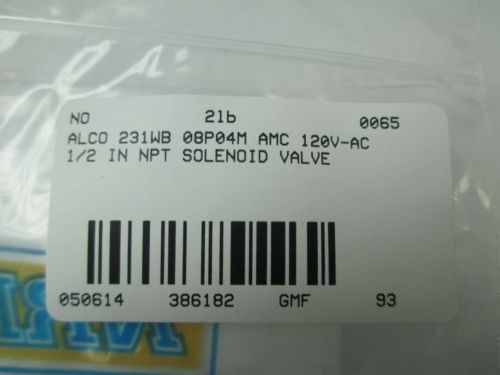 NO 21b 0065
ALCO 231WB 08P04M AMC 120V-AC
1/2 IN NPT SOLENOID VALVE
050614 386182 GMF 93